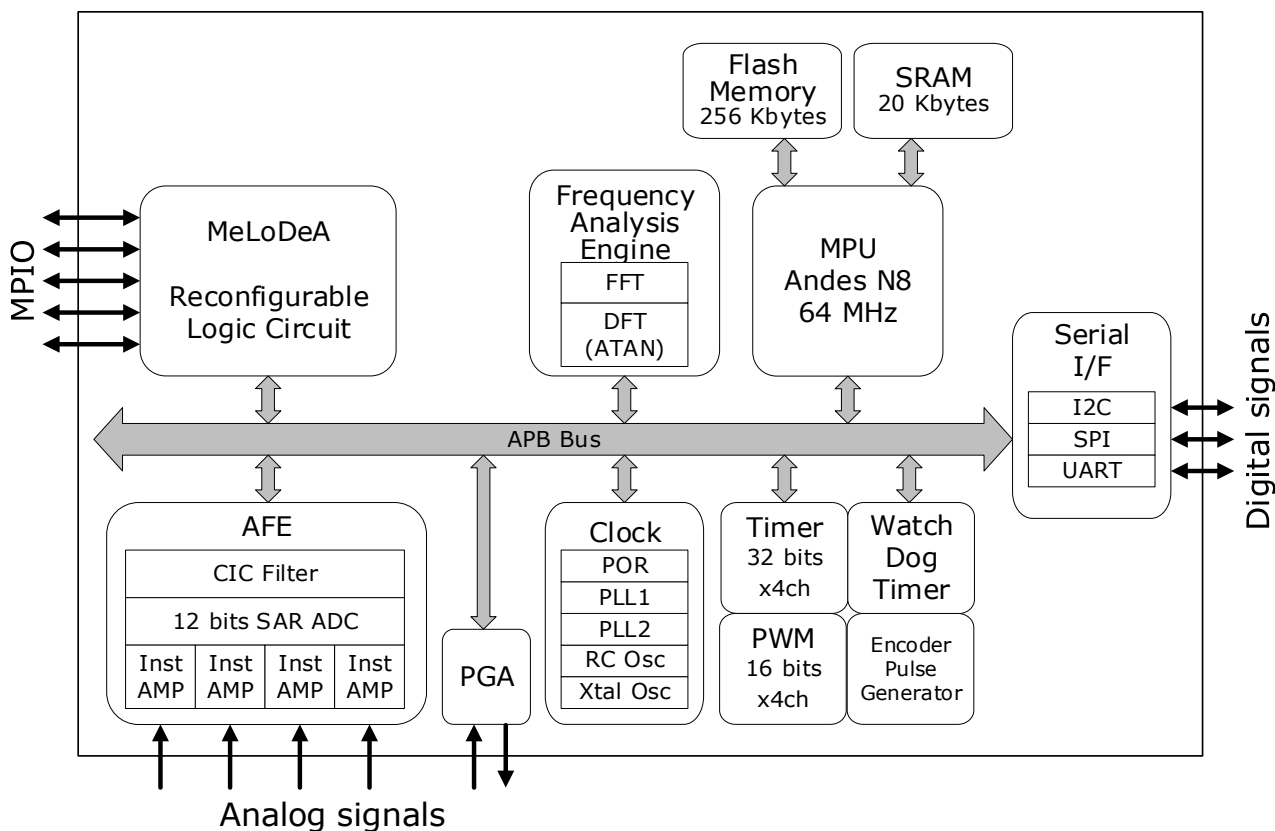 Flash
Memory
256 Kbytes
SRAM
20 Kbytes
MPIO
MeLoDeA
Reconfigurable
Logic Circuit
Frequency
Analysis
Engine
FFT
DFT
(ATAN)
MPU
Andes N8
64 MHz
Serial
I/F
I2C
SPI
UART
Digital signals
APB Bus
AFE
CIC Filter
12 bits SAR ADC
Inst
AMP
Inst
AMP
Inst
AMP
Inst
AMP
PGA
Clock
POR
PLL1
PLL2
RC Osc
Xtal Osc
Timer
32 bits
x4ch
Watch
Dog
Timer
PWM
16 bits
x4ch
Encoder
Pulse
Generator
Analog signals